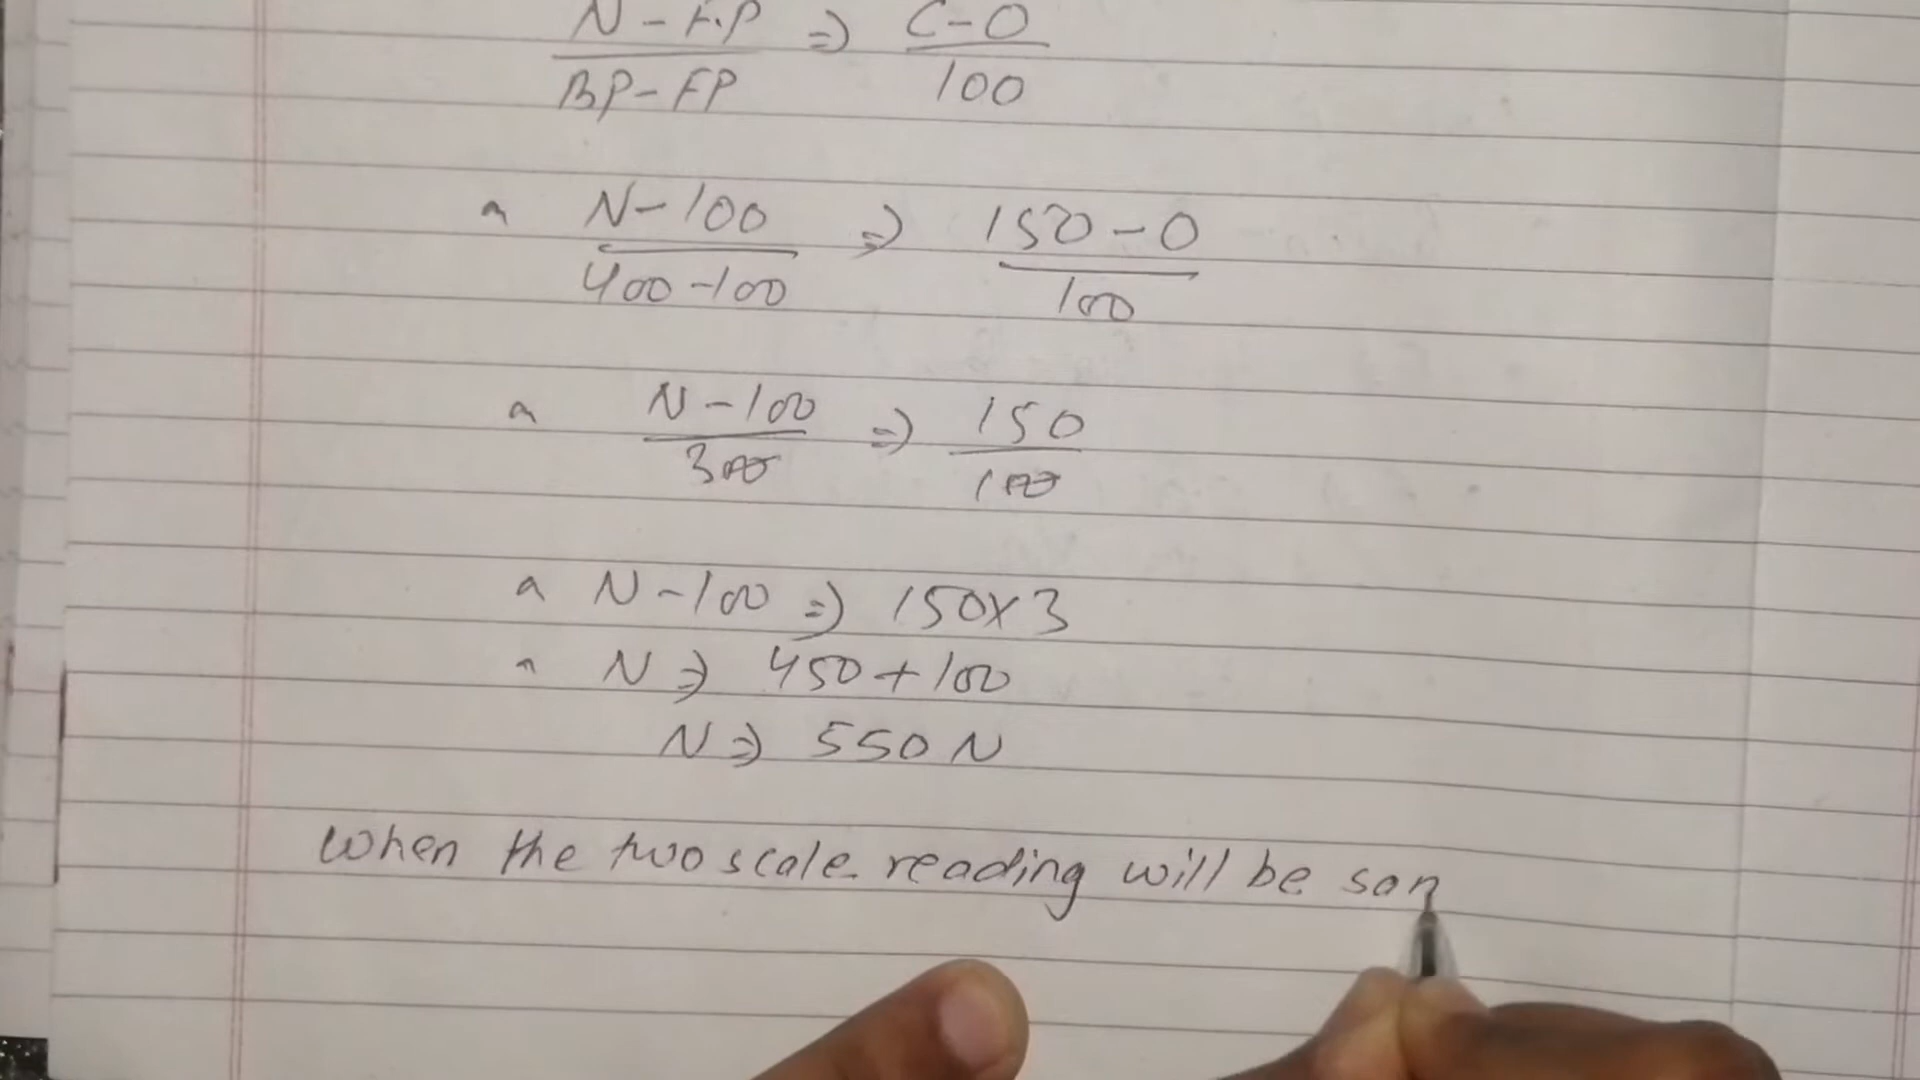 N - F.P => C - 0
BP - FP 100
N - 100 => 150 - 0
400 - 100 100
N - 100 => 150
300 100
N - 100 => 150 x 3
N => 450 + 100
N => 550 N
When the two scale reading will be san